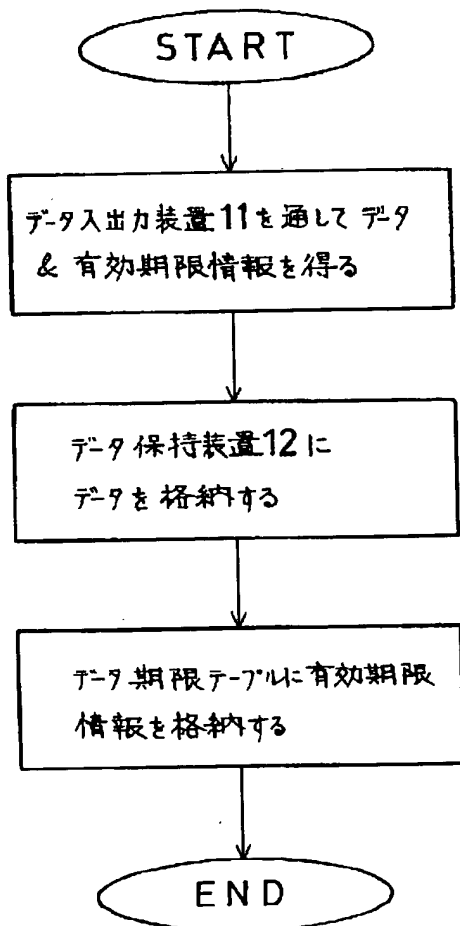 START
データ入出力装置11を通してデータ
& 有効期限情報を得る
データ保持装置12に
データを格納する
データ期限テーブルに有効期限
情報を格納する
END